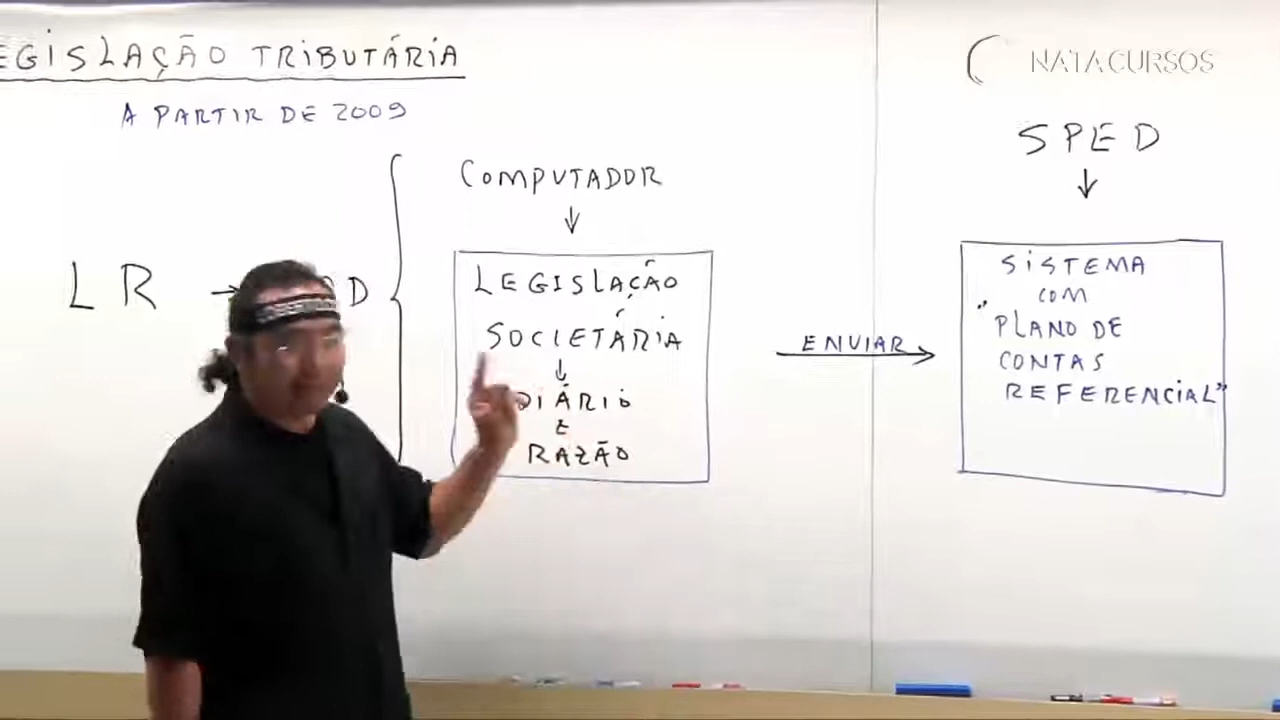 EGISLAÇÃO TRIBUTÁRIA
A PARTIR DE 2009
NATA CURSOS
SPED
COMPUTADOR
LR → D
LEGISLAÇÃO
SOCIETÁRIA
DIÁRIO
E
RAZÃO
ENVIAR
SISTEMA
COM
"PLANO DE
CONTAS
REFERENCIAL"